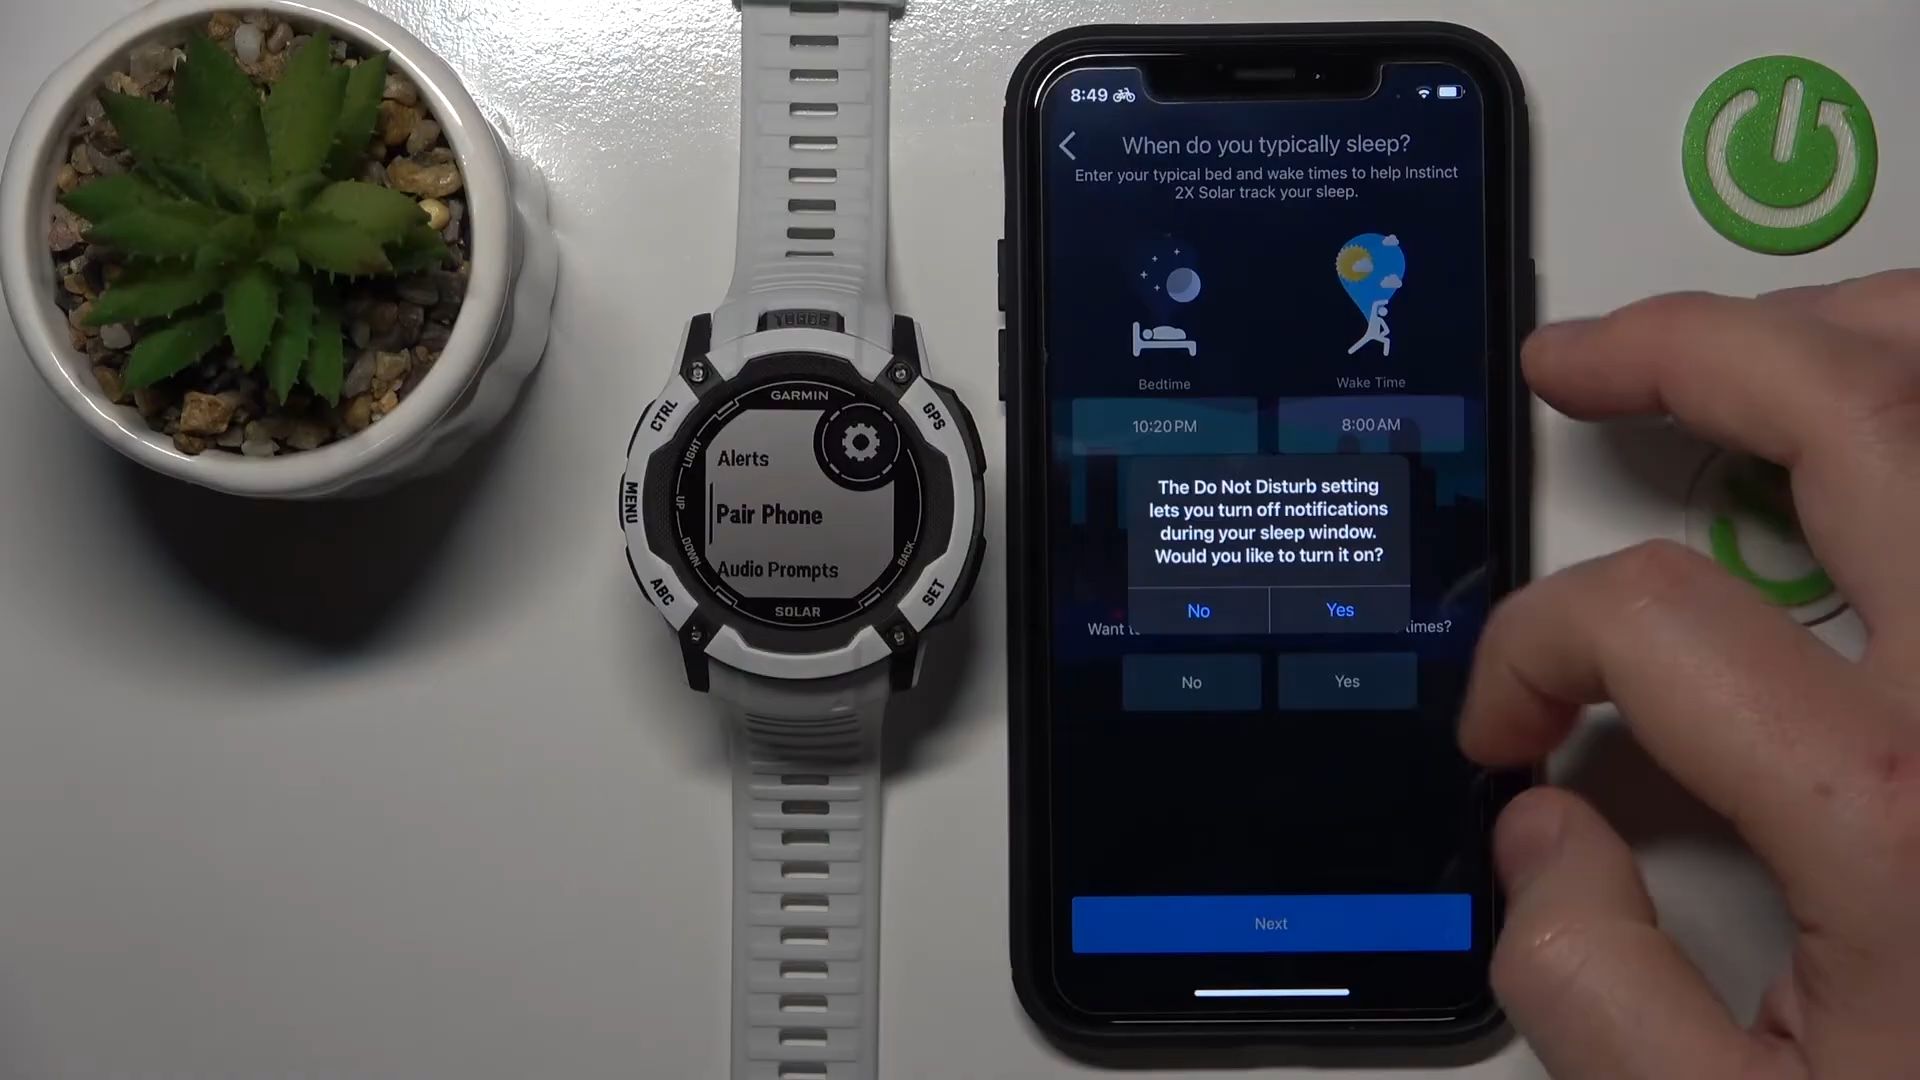 TORCH
GARMIN
CTRL
GPS
LIGHT
MENU
UP
DOWN
BACK
ABC
SET
SOLAR
Alerts
Pair Phone
Audio Prompts
8:49
When do you typically sleep?
Enter your typical bed and wake times to help Instinct
2X Solar track your sleep.
Bedtime
Wake Time
10:20 PM
8:00 AM
The Do Not Disturb setting
lets you turn off notifications
during your sleep window.
Would you like to turn it on?
No
Yes
Want
times?
No
Yes
Next